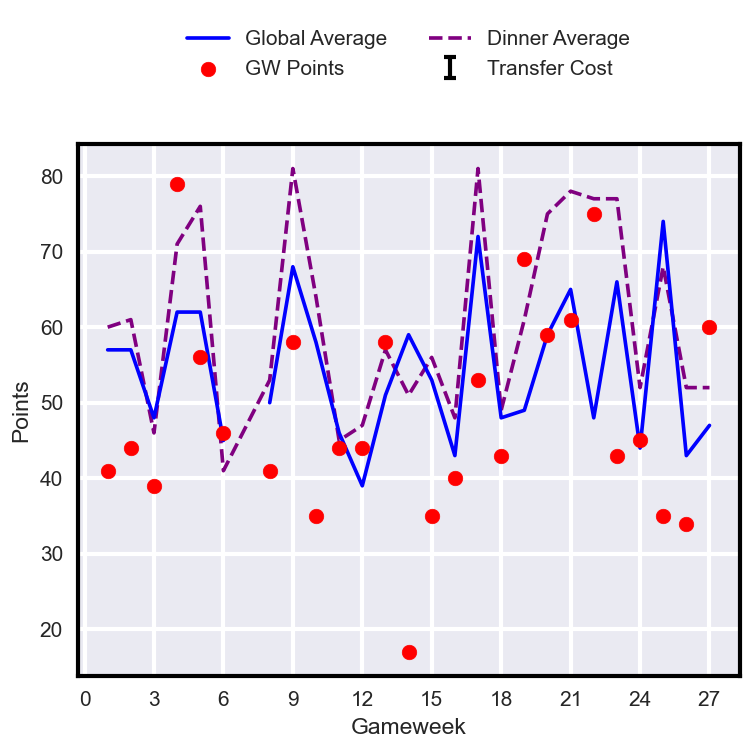 Global Average
Dinner Average
GW Points
Transfer Cost
80
70
60
50
40
30
20
Points
0 3 6 9 12 15 18 21 24 27
Gameweek